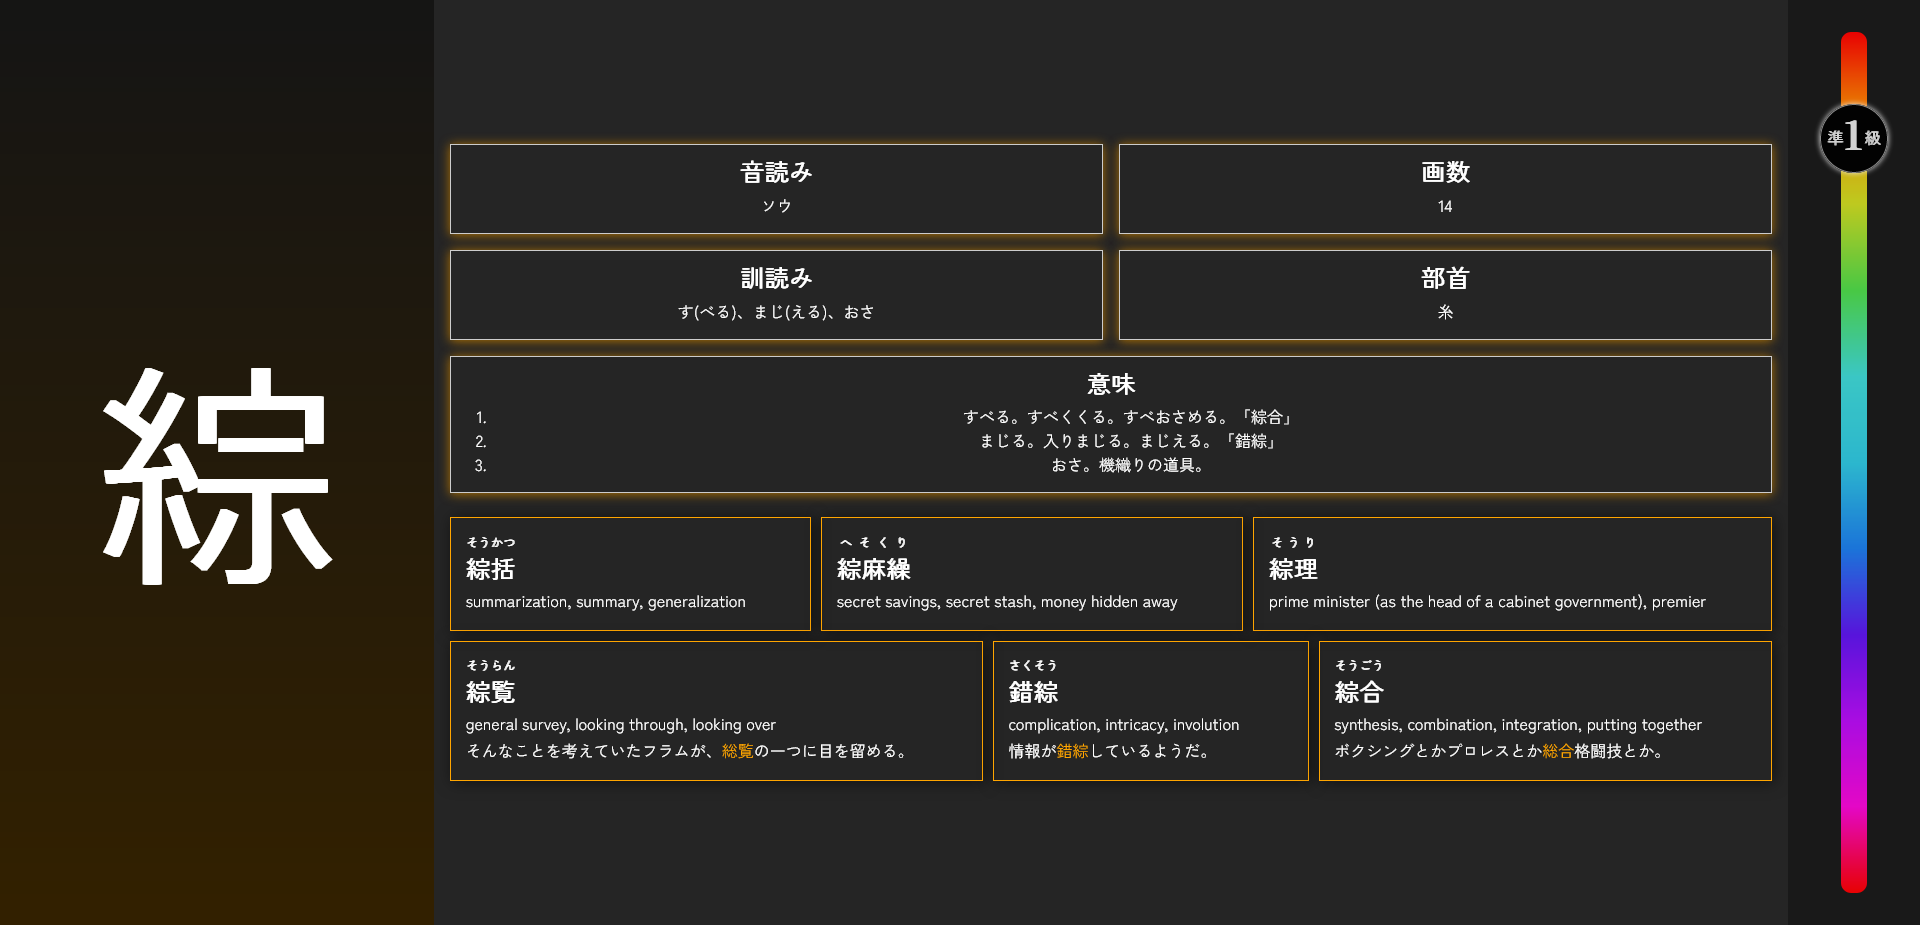 綜
音読み
ソウ
画数
14
訓読み
す(べる)、まじ(える)、おさ
部首
糸
意味
1. すべる。すべくくる。すべおさめる。「綜合」
2. まじる。入りまじる。まじえる。「錯綜」
3. おさ。機織りの道具。
そうかつ
綜括
summarization, summary, generalization
へそくり
綜麻繰
secret savings, secret stash, money hidden away
そうり
綜理
prime minister (as the head of a cabinet government), premier
そうらん
綜覧
general survey, looking through, looking over
そんなことを考えていたフラムが、総覧の一つに目を留める。
さくそう
錯綜
complication, intricacy, involution
情報が錯綜しているようだ。
そうごう
綜合
synthesis, combination, integration, putting together
ボクシングとかプロレスとか総合格闘技とか。
準1級